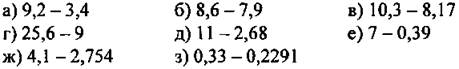 а) 9,2 – 3,4 б) 8,6 – 7,9 в) 10,3 – 8,17
г) 25,6 – 9 д) 11 – 2,68 е) 7 – 0,39
ж) 4,1 – 2,754 з) 0,33 – 0,2291